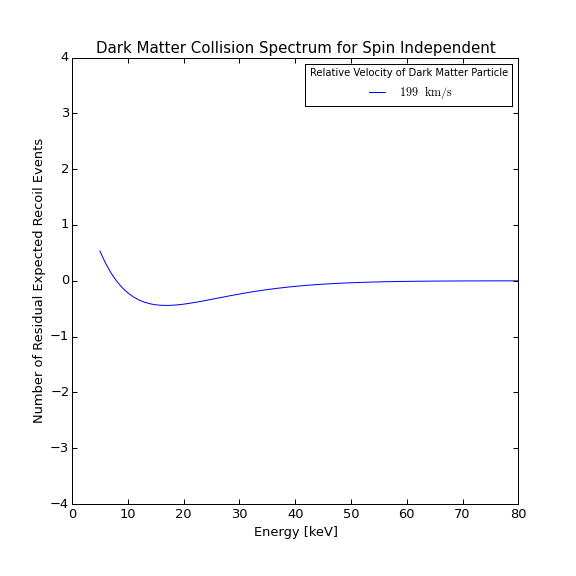 Dark Matter Collision Spectrum for Spin Independent
Relative Velocity of Dark Matter Particle
199 km/s
Number of Residual Expected Recoil Events
4
3
2
1
0
−1
−2
−3
−4
0 10 20 30 40 50 60 70 80
Energy [keV]